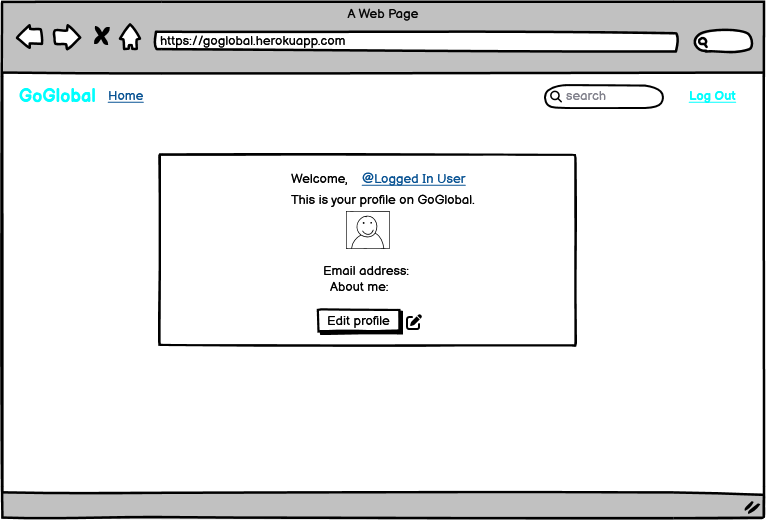 A Web Page
https://goglobal.herokuapp.com
GoGlobal Home search Log Out
Welcome, @Logged In User
This is your profile on GoGlobal.
Email address:
About me:
Edit profile